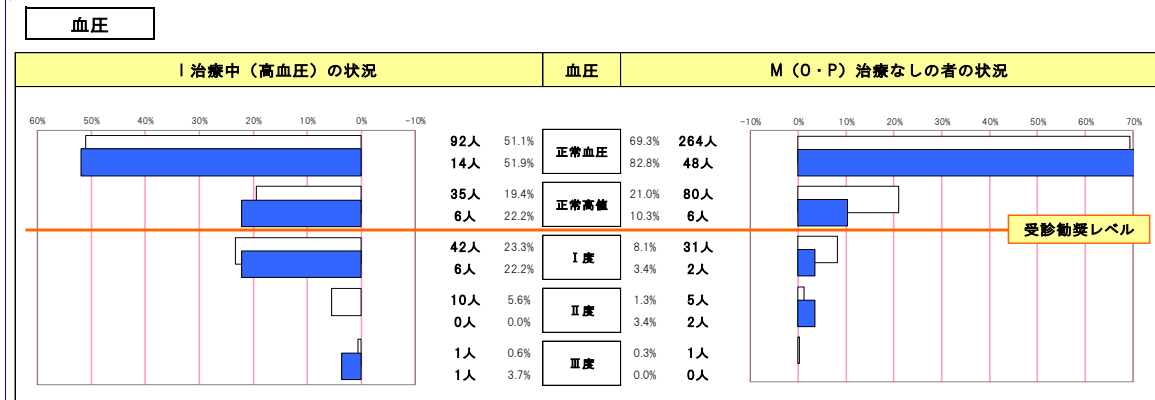 血圧
Ⅰ治療中（高血圧）の状況 血圧 M（O・P）治療なしの者の状況
60% 50% 40% 30% 20% 10% 0% -10% -10% 0% 10% 20% 30% 40% 50% 60% 70%
92人 51.1% 正常血圧 69.3% 264人
14人 51.9% 82.8% 48人
35人 19.4% 正常高値 21.0% 80人
6人 22.2% 10.3% 6人
受診勧奨レベル
42人 23.3% Ⅰ度 8.1% 31人
6人 22.2% 3.4% 2人
10人 5.6% Ⅱ度 1.3% 5人
0人 0.0% 3.4% 2人
1人 0.6% Ⅲ度 0.3% 1人
1人 3.7% 0.0% 0人